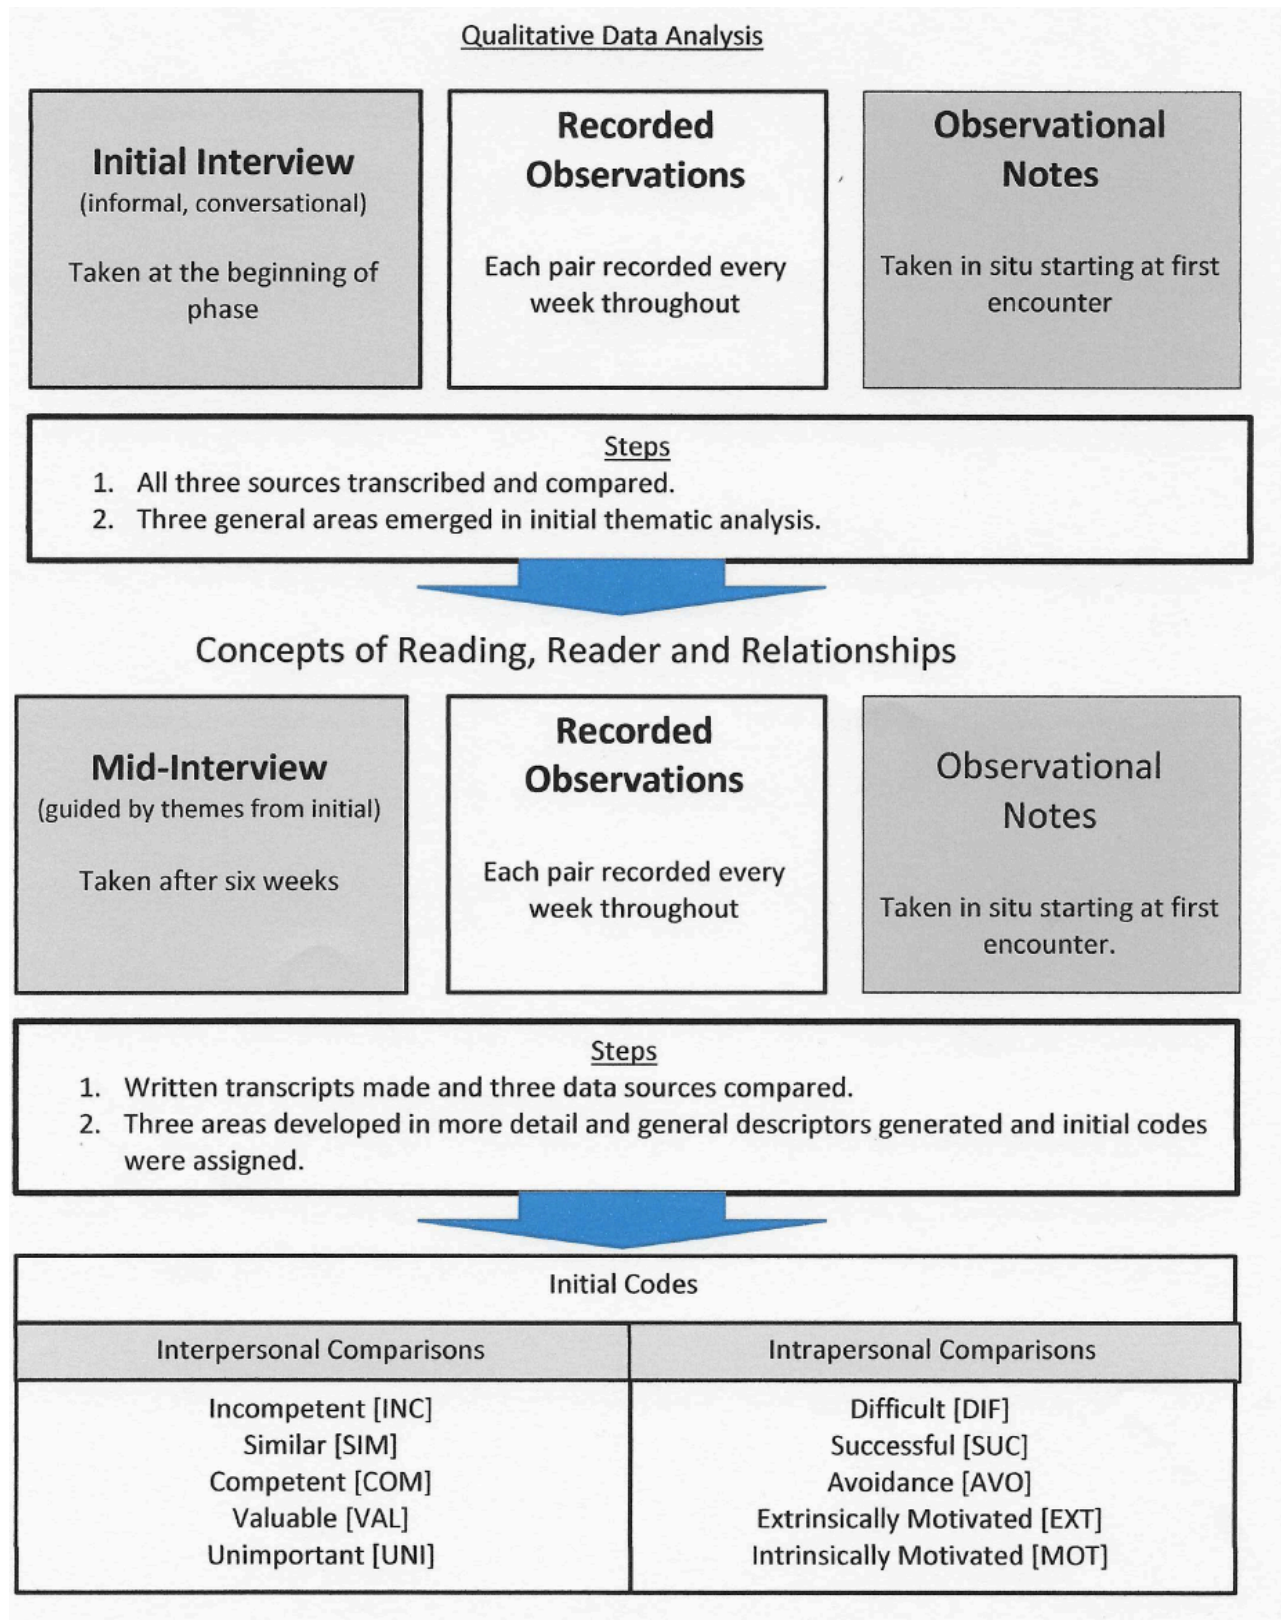 Qualitative Data Analysis
Initial Interview
(informal, conversational)
Taken at the beginning of
phase
Recorded
Observations
Each pair recorded every
week throughout
Observational
Notes
Taken in situ starting at first
encounter
Steps
1. All three sources transcribed and compared.
2. Three general areas emerged in initial thematic analysis.
Concepts of Reading, Reader and Relationships
Mid-Interview
(guided by themes from initial)
Taken after six weeks
Recorded
Observations
Each pair recorded every
week throughout
Observational
Notes
Taken in situ starting at first
encounter.
Steps
1. Written transcripts made and three data sources compared.
2. Three areas developed in more detail and general descriptors generated and initial codes
were assigned.
Initial Codes
Interpersonal Comparisons
Intrapersonal Comparisons
Incompetent [INC]
Similar [SIM]
Competent [COM]
Valuable [VAL]
Unimportant [UNI]
Difficult [DIF]
Successful [SUC]
Avoidance [AVO]
Extrinsically Motivated [EXT]
Intrinsically Motivated [MOT]